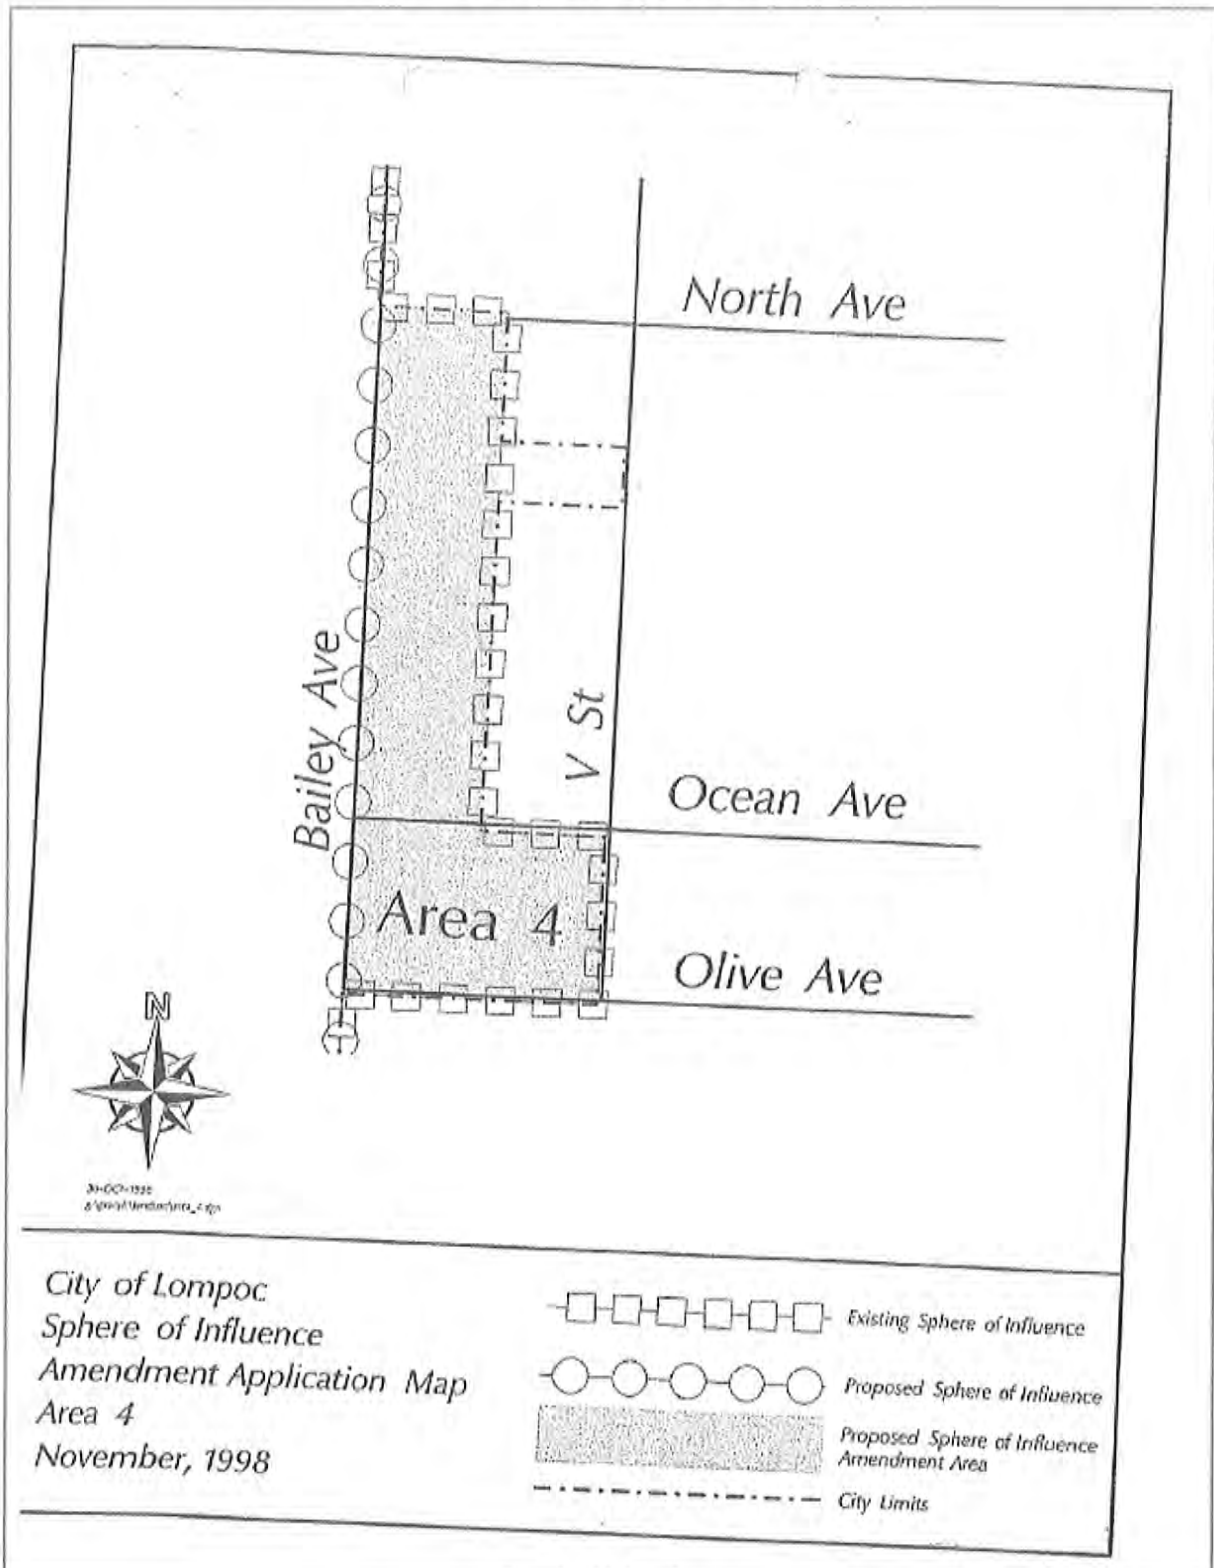 North Ave
Bailey Ave
V St
Ocean Ave
Area 4
Olive Ave
N
City of Lompoc
Sphere of Influence
Amendment Application Map
Area 4
November, 1998
Existing Sphere of Influence
Proposed Sphere of Influence
Proposed Sphere of Influence
Amendment Area
City Limits